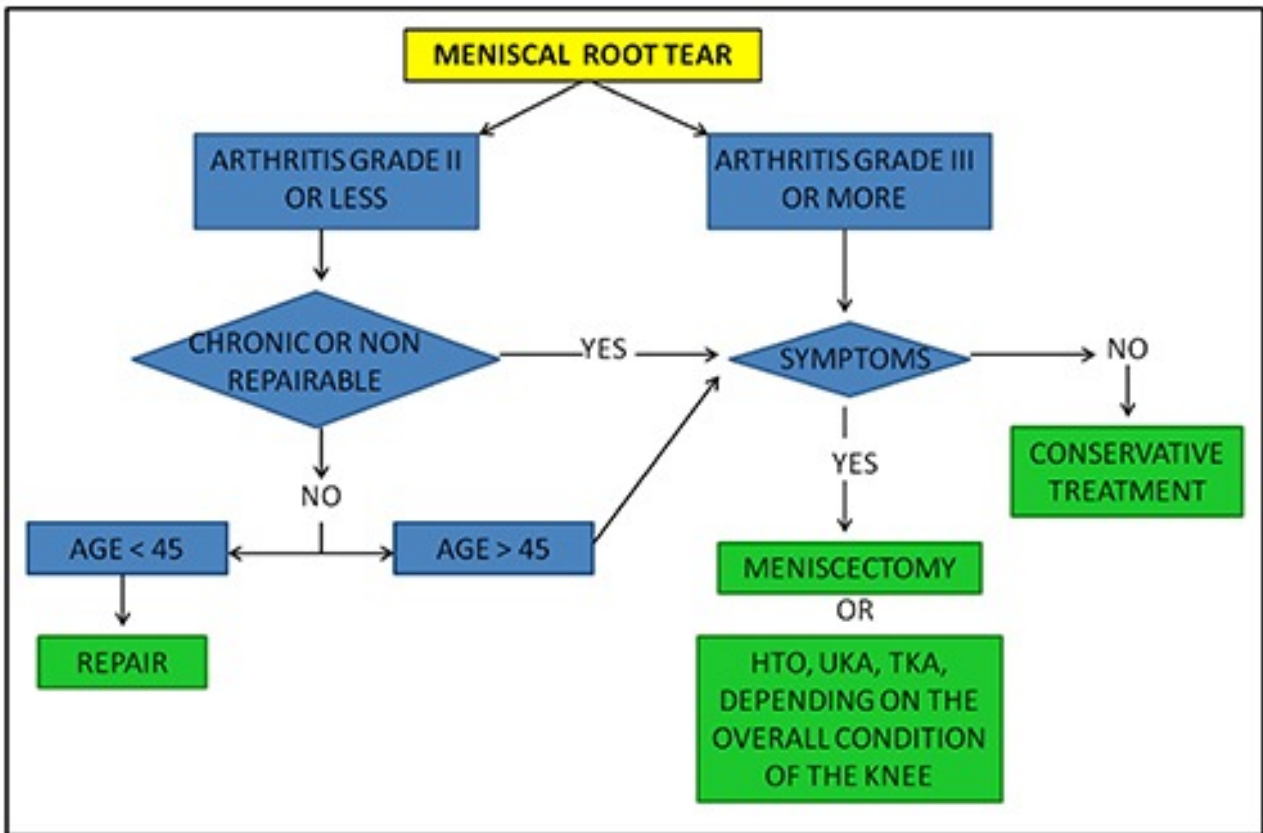 MENISCAL ROOT TEAR
ARTHRITIS GRADE II
OR LESS
ARTHRITIS GRADE III
OR MORE
CHRONIC OR NON
REPAIRABLE
YES
SYMPTOMS
NO
NO
YES
CONSERVATIVE
TREATMENT
AGE < 45
AGE > 45
MENISCECTOMY
OR
REPAIR
HTO, UKA, TKA,
DEPENDING ON THE
OVERALL CONDITION
OF THE KNEE